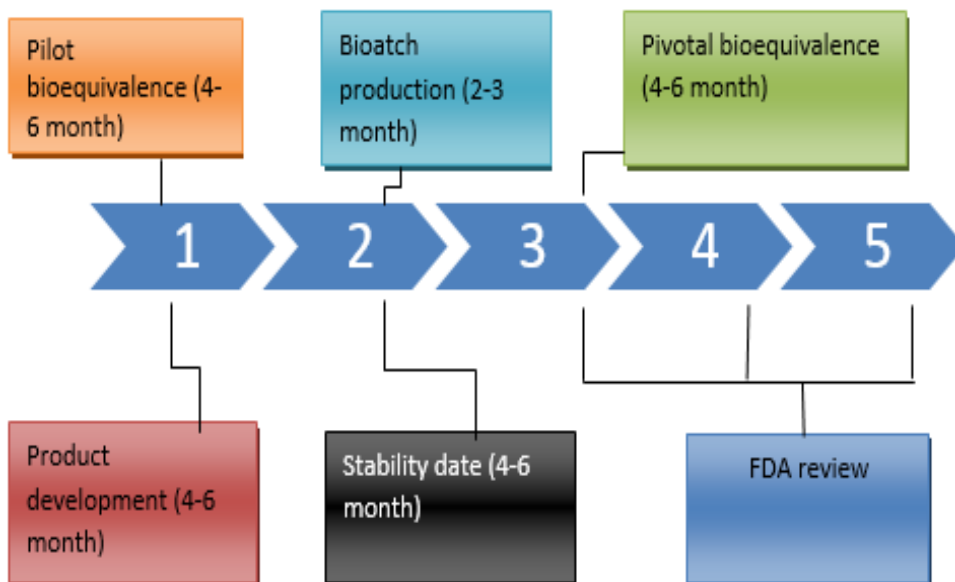 Pilot
bioequivalence (4-
6 month)
Bioatch
production (2-3
month)
Pivotal bioequivalence
(4-6 month)
1
2
3
4
5
Product
development (4-6
month)
Stability date (4-6
month)
FDA review